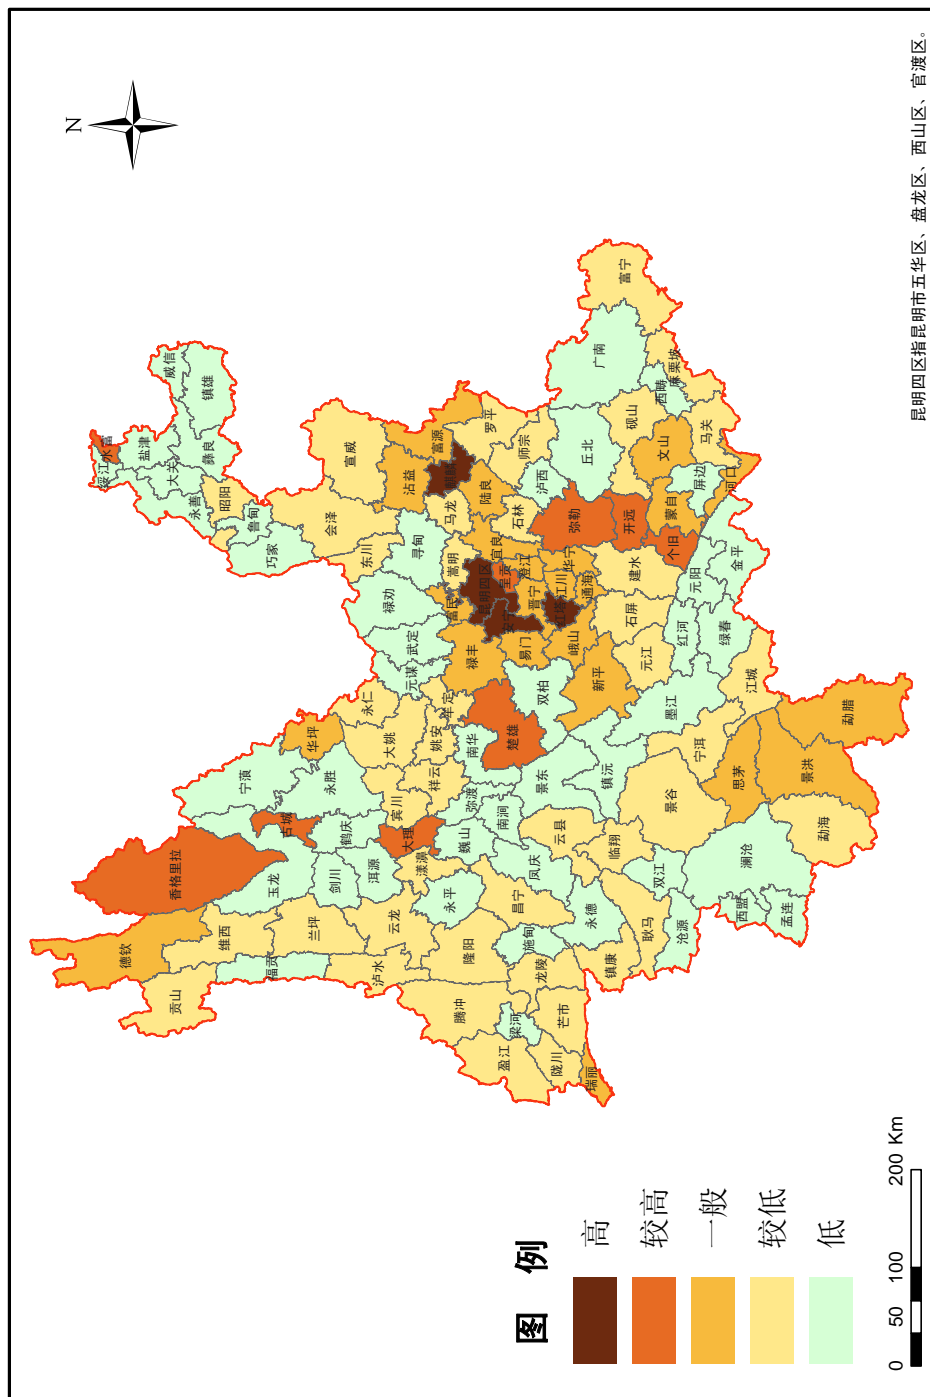 N
绥江
水富
盐津
威信
镇雄
大关
彝良
永善
昭阳
鲁甸
巧家
会泽
宣威
东川
寻甸
禄劝
武定
元谋
沾益
富源
麒麟
罗平
师宗
马龙
陆良
石林
泸西
嵩明
宜良
昆明四区
呈贡
安宁
晋宁
富民
禄丰
易门
澄江
江川
华宁
红塔
通海
峨山
新平
元江
石屏
建水
弥勒
开远
个旧
蒙自
丘北
广南
富宁
砚山
西畴
麻栗坡
文山
马关
屏边
河口
金平
元阳
红河
绿春
江城
墨江
宁洱
思茅
景谷
镇沅
景东
澜沧
西盟
孟连
勐海
景洪
勐腊
双柏
楚雄
南华
牟定
姚安
大姚
永仁
华坪
永胜
宁蒗
古城
玉龙
香格里拉
德钦
维西
贡山
福贡
兰坪
泸水
剑川
鹤庆
洱源
云龙
大理
漾濞
宾川
祥云
弥渡
巍山
南涧
永平
隆阳
昌宁
凤庆
云县
临翔
双江
永德
镇康
耿马
沧源
施甸
龙陵
腾冲
梁河
盈江
陇川
芒市
瑞丽
图 例
高
较高
一般
较低
低
0 50 100 200 Km
昆明四区指昆明市五华区、盘龙区、西山区、官渡区。